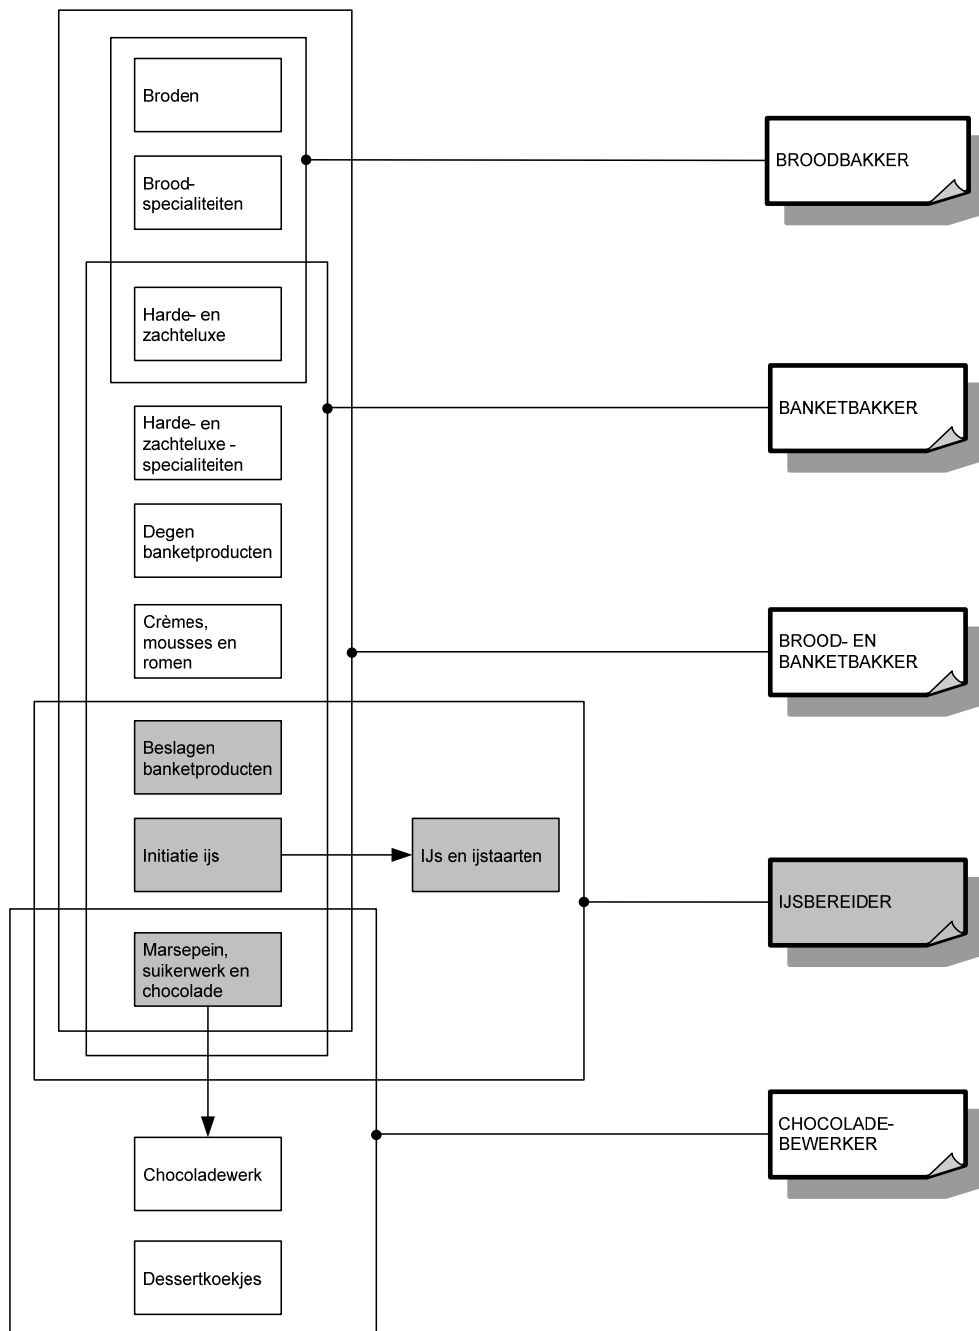 Broden
Brood-
specialiteiten
BROODBAKKER
Harde- en
zachteluxe
Harde- en
zachteluxe -
specialiteiten
BANKETBAKKER
Degen
banketproducten
Crèmes,
mousses en
romen
BROOD- EN
BANKETBAKKER
Beslagen
banketproducten
Initiatie ijs
IJs en ijstaarten
IJSBEREIDER
Marsepein,
suikerwerk en
chocolade
CHOCOLADE-
BEWERKER
Chocoladewerk
Dessertkoekjes